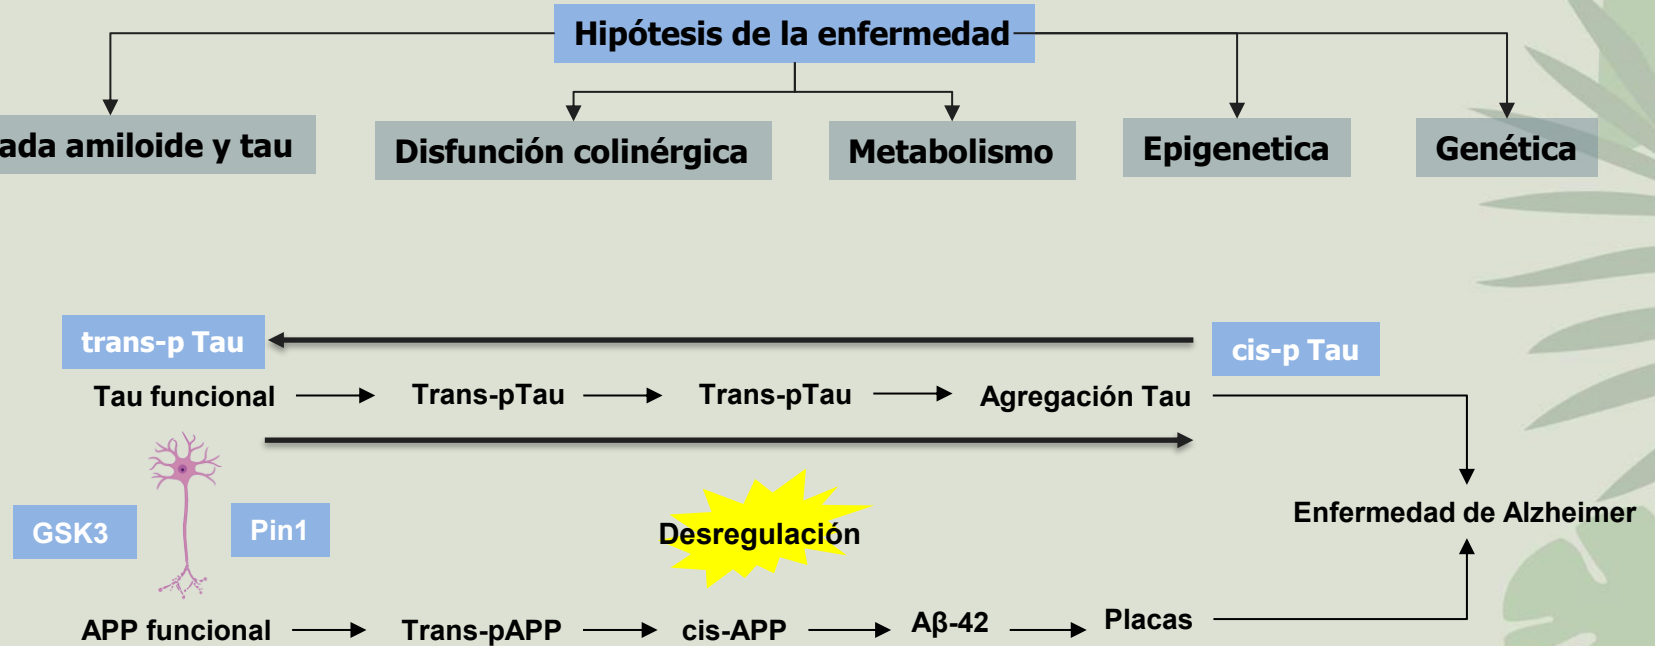 Hipótesis de la enfermedad
ada amiloide y tau
Disfunción colinérgica
Metabolismo
Epigenetica
Genética
trans-p Tau
cis-p Tau
Tau funcional
Trans-pTau
Trans-pTau
Agregación Tau
GSK3
Pin1
Desregulación
Enfermedad de Alzheimer
APP funcional
Trans-pAPP
cis-APP
Aβ-42
Placas